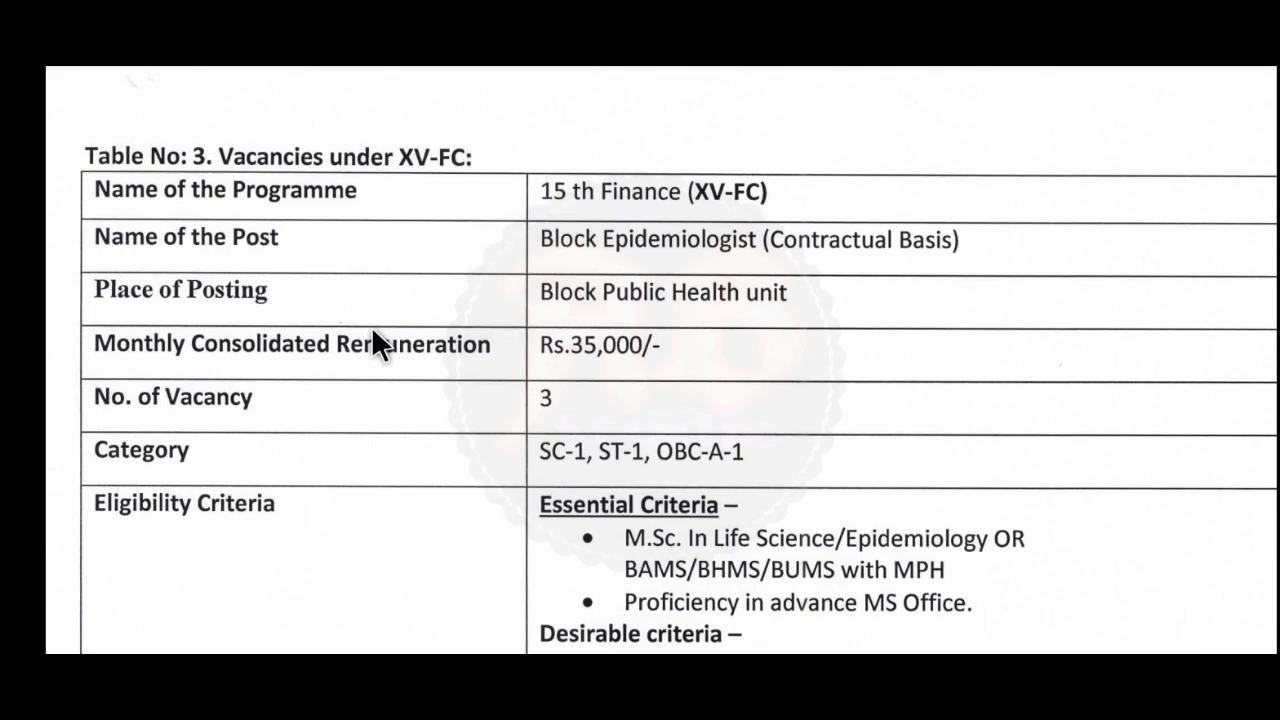 Table No: 3. Vacancies under XV-FC:
Name of the Programme
15 th Finance (XV-FC)
Name of the Post
Block Epidemiologist (Contractual Basis)
Place of Posting
Block Public Health unit
Monthly Consolidated Remuneration
Rs.35,000/-
No. of Vacancy
3
Category
SC-1, ST-1, OBC-A-1
Eligibility Criteria
Essential Criteria –
• M.Sc. In Life Science/Epidemiology OR
BAMS/BHMS/BUMS with MPH
• Proficiency in advance MS Office.
Desirable criteria –